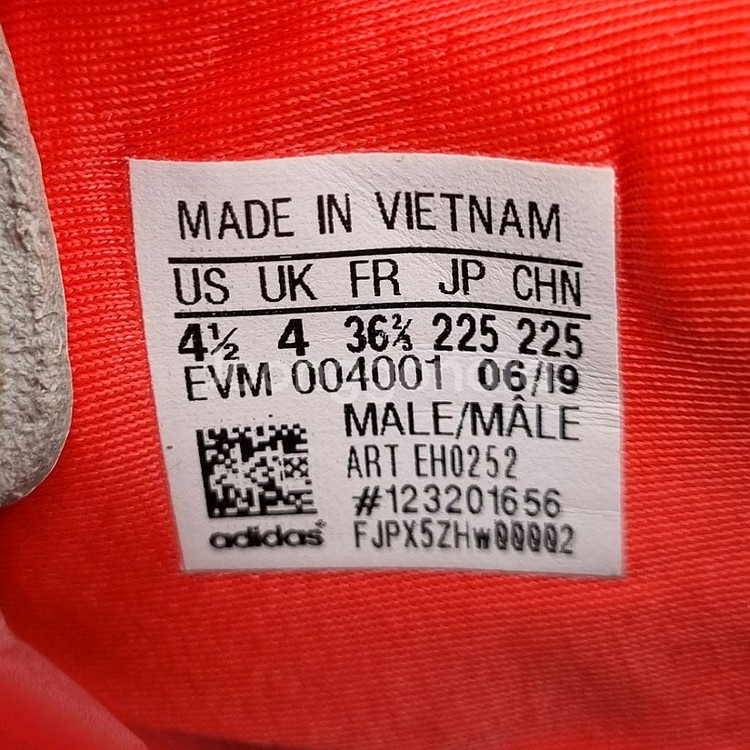 MADE IN VIETNAM
US UK FR JP CHN
4½ 4 36⅔ 225 225
EVM 004001 06/19
MALE/MÂLE
ART EH0252
#123201656
adidas FJPX5ZHw00002